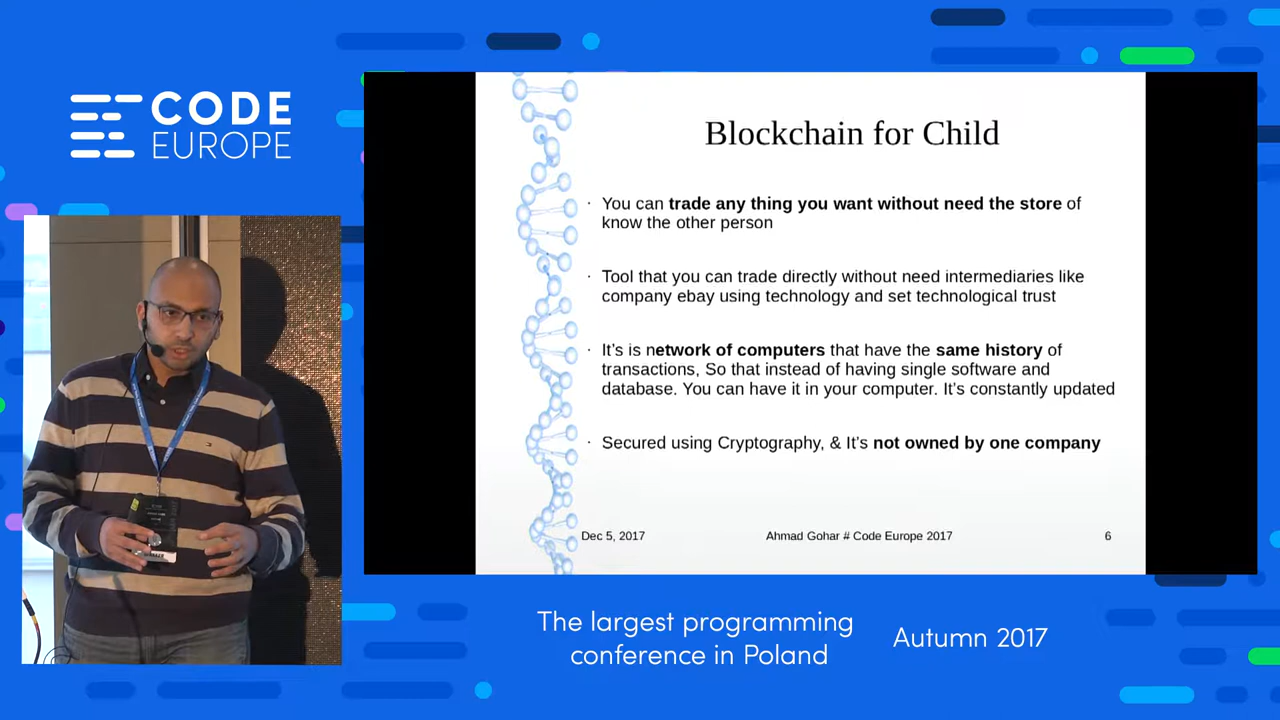 CODE
EUROPE
Blockchain for Child
· You can trade any thing you want without need the store of
know the other person
· Tool that you can trade directly without need intermediaries like
company ebay using technology and set technological trust
· It's is network of computers that have the same history of
transactions, So that instead of having single software and
database. You can have it in your computer. It's constantly updated
· Secured using Cryptography, & It's not owned by one company
Dec 5, 2017
Ahmad Gohar # Code Europe 2017
6
The largest programming
conference in Poland
Autumn 2017